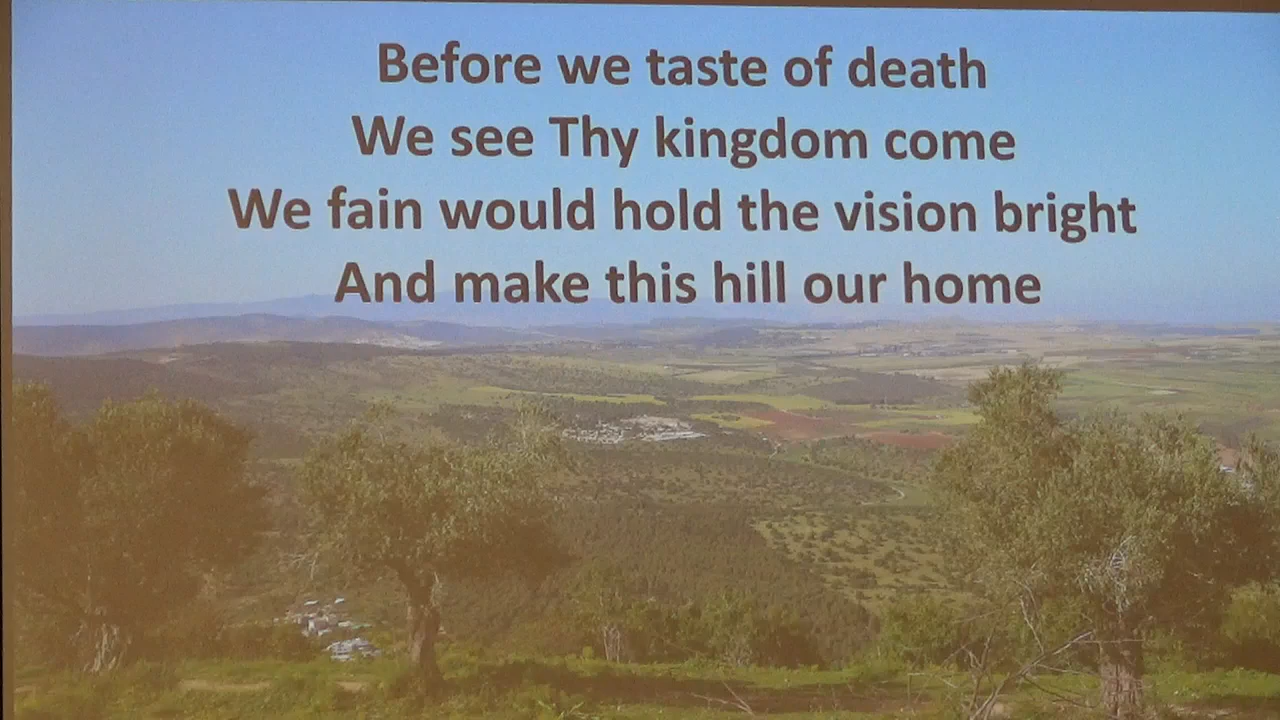 Before we taste of death
We see Thy kingdom come
We fain would hold the vision bright
And make this hill our home